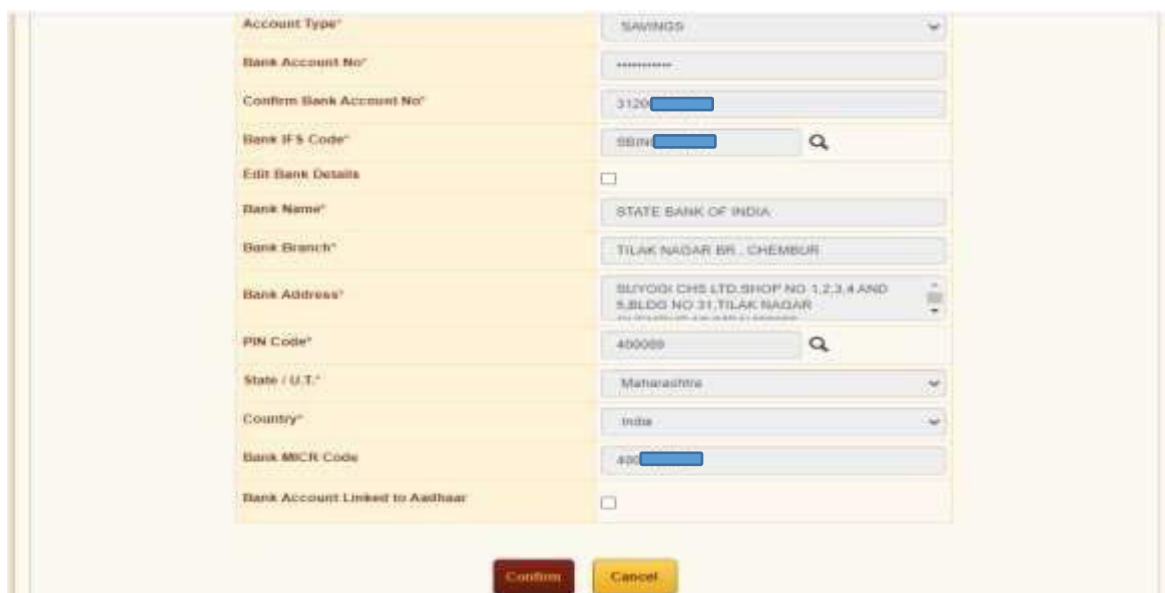 Account Type*
SAVINGS
Bank Account No*
Confirm Bank Account No*
3120
Bank IFS Code*
SBIN
Edit Bank Details
Bank Name*
STATE BANK OF INDIA
Bank Branch*
TILAK NAGAR BR., CHEMBUR
Bank Address*
SUYOGI CHS LTD,SHOP NO 1,2,3,4 AND
5,BLDG NO 31,TILAK NAGAR
PIN Code*
400089
State / U.T.*
Maharashtra
Country*
India
Bank MICR Code
400
Bank Account Linked to Aadhaar
Confirm
Cancel